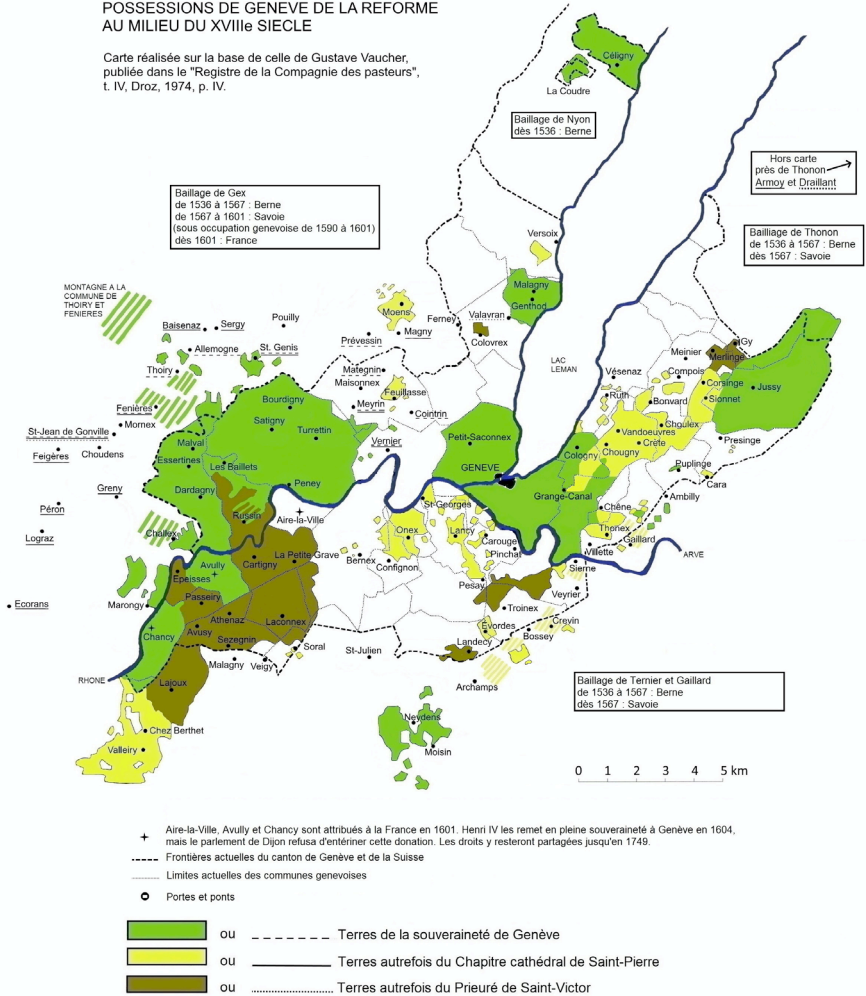 POSSESSIONS DE GENEVE DE LA REFORME
AU MILIEU DU XVIIIe SIECLE
Carte réalisée sur la base de celle de Gustave Vaucher,
publiée dans le "Registre de la Compagnie des pasteurs",
t. IV, Droz, 1974, p. IV.
Céligny
La Coudre
Baillage de Nyon
dès 1536 : Berne
Hors carte
près de Thonon
Armoy et Draillant
Baillage de Gex
de 1536 à 1567 : Berne
de 1567 à 1601 : Savoie
(sous occupation genevoise de 1590 à 1601)
dès 1601 : France
Bailliage de Thonon
de 1536 à 1567 : Berne
dès 1567 : Savoie
Versoix
MONTAGNE A LA
COMMUNE DE
THOIRY ET
FENIERES
Malagny
Genthod
Moens
Baisenaz
Sergy
Pouilly
Ferney
Valavran
Magny
Prévessin
Colovrex
Allemogne
St. Genis
Gy
Meinier
Merlinge
LAC
LEMAN
Thoiry
Mategnin
Maisonnex
Feuillasse
Vésenaz
Compois
Corsinge
Jussy
Ruth
Bonvard
Sionnet
Fenières
Bourdigny
Meyrin
Cointrin
Mornex
Satigny
Turrettin
Choulex
Vandoeuvres
St-Jean de Gonville
Malval
Vernier
Petit-Saconnex
Crète
Presinge
Feigères
Choudens
Chougny
Cologny
Essertines
Les Baillets
GENEVE
Puplinge
Peney
Cara
Greny
Dardagny
Grange-Canal
Ambilly
Péron
St-Georges
Chêne
Russin
Aire-la-Ville
Lograz
Challex
Onex
Lancy
Carouge
Thonex
Gaillard
Pinchat
Villette
ARVE
La Petite Grave
Bernex
Confignon
Avully
Cartigny
Sierne
Epeisses
Pesay
Veyrier
Ecorans
Marongy
Passeiry
Troinex
Athenaz
Laconnex
Crevin
Chancy
Avusy
Évordes
Bossey
Sezegnin
Landecy
Soral
St-Julien
Malagny
Veigy
RHONE
Lajoux
Archamps
Baillage de Ternier et Gaillard
de 1536 à 1567 : Berne
dès 1567 : Savoie
Neydens
Chez Berthet
Valleiry
Moisin
0 1 2 3 4 5 km
Aire-la-Ville, Avully et Chancy sont attribués à la France en 1601. Henri IV les remet en pleine souveraineté à Genève en 1604,
mais le parlement de Dijon refusa d'entériner cette donation. Les droits y resteront partagées jusqu'en 1749.
Frontières actuelles du canton de Genève et de la Suisse
Limites actuelles des communes genevoises
Portes et ponts
ou Terres de la souveraineté de Genève
ou Terres autrefois du Chapitre cathédral de Saint-Pierre
ou Terres autrefois du Prieuré de Saint-Victor